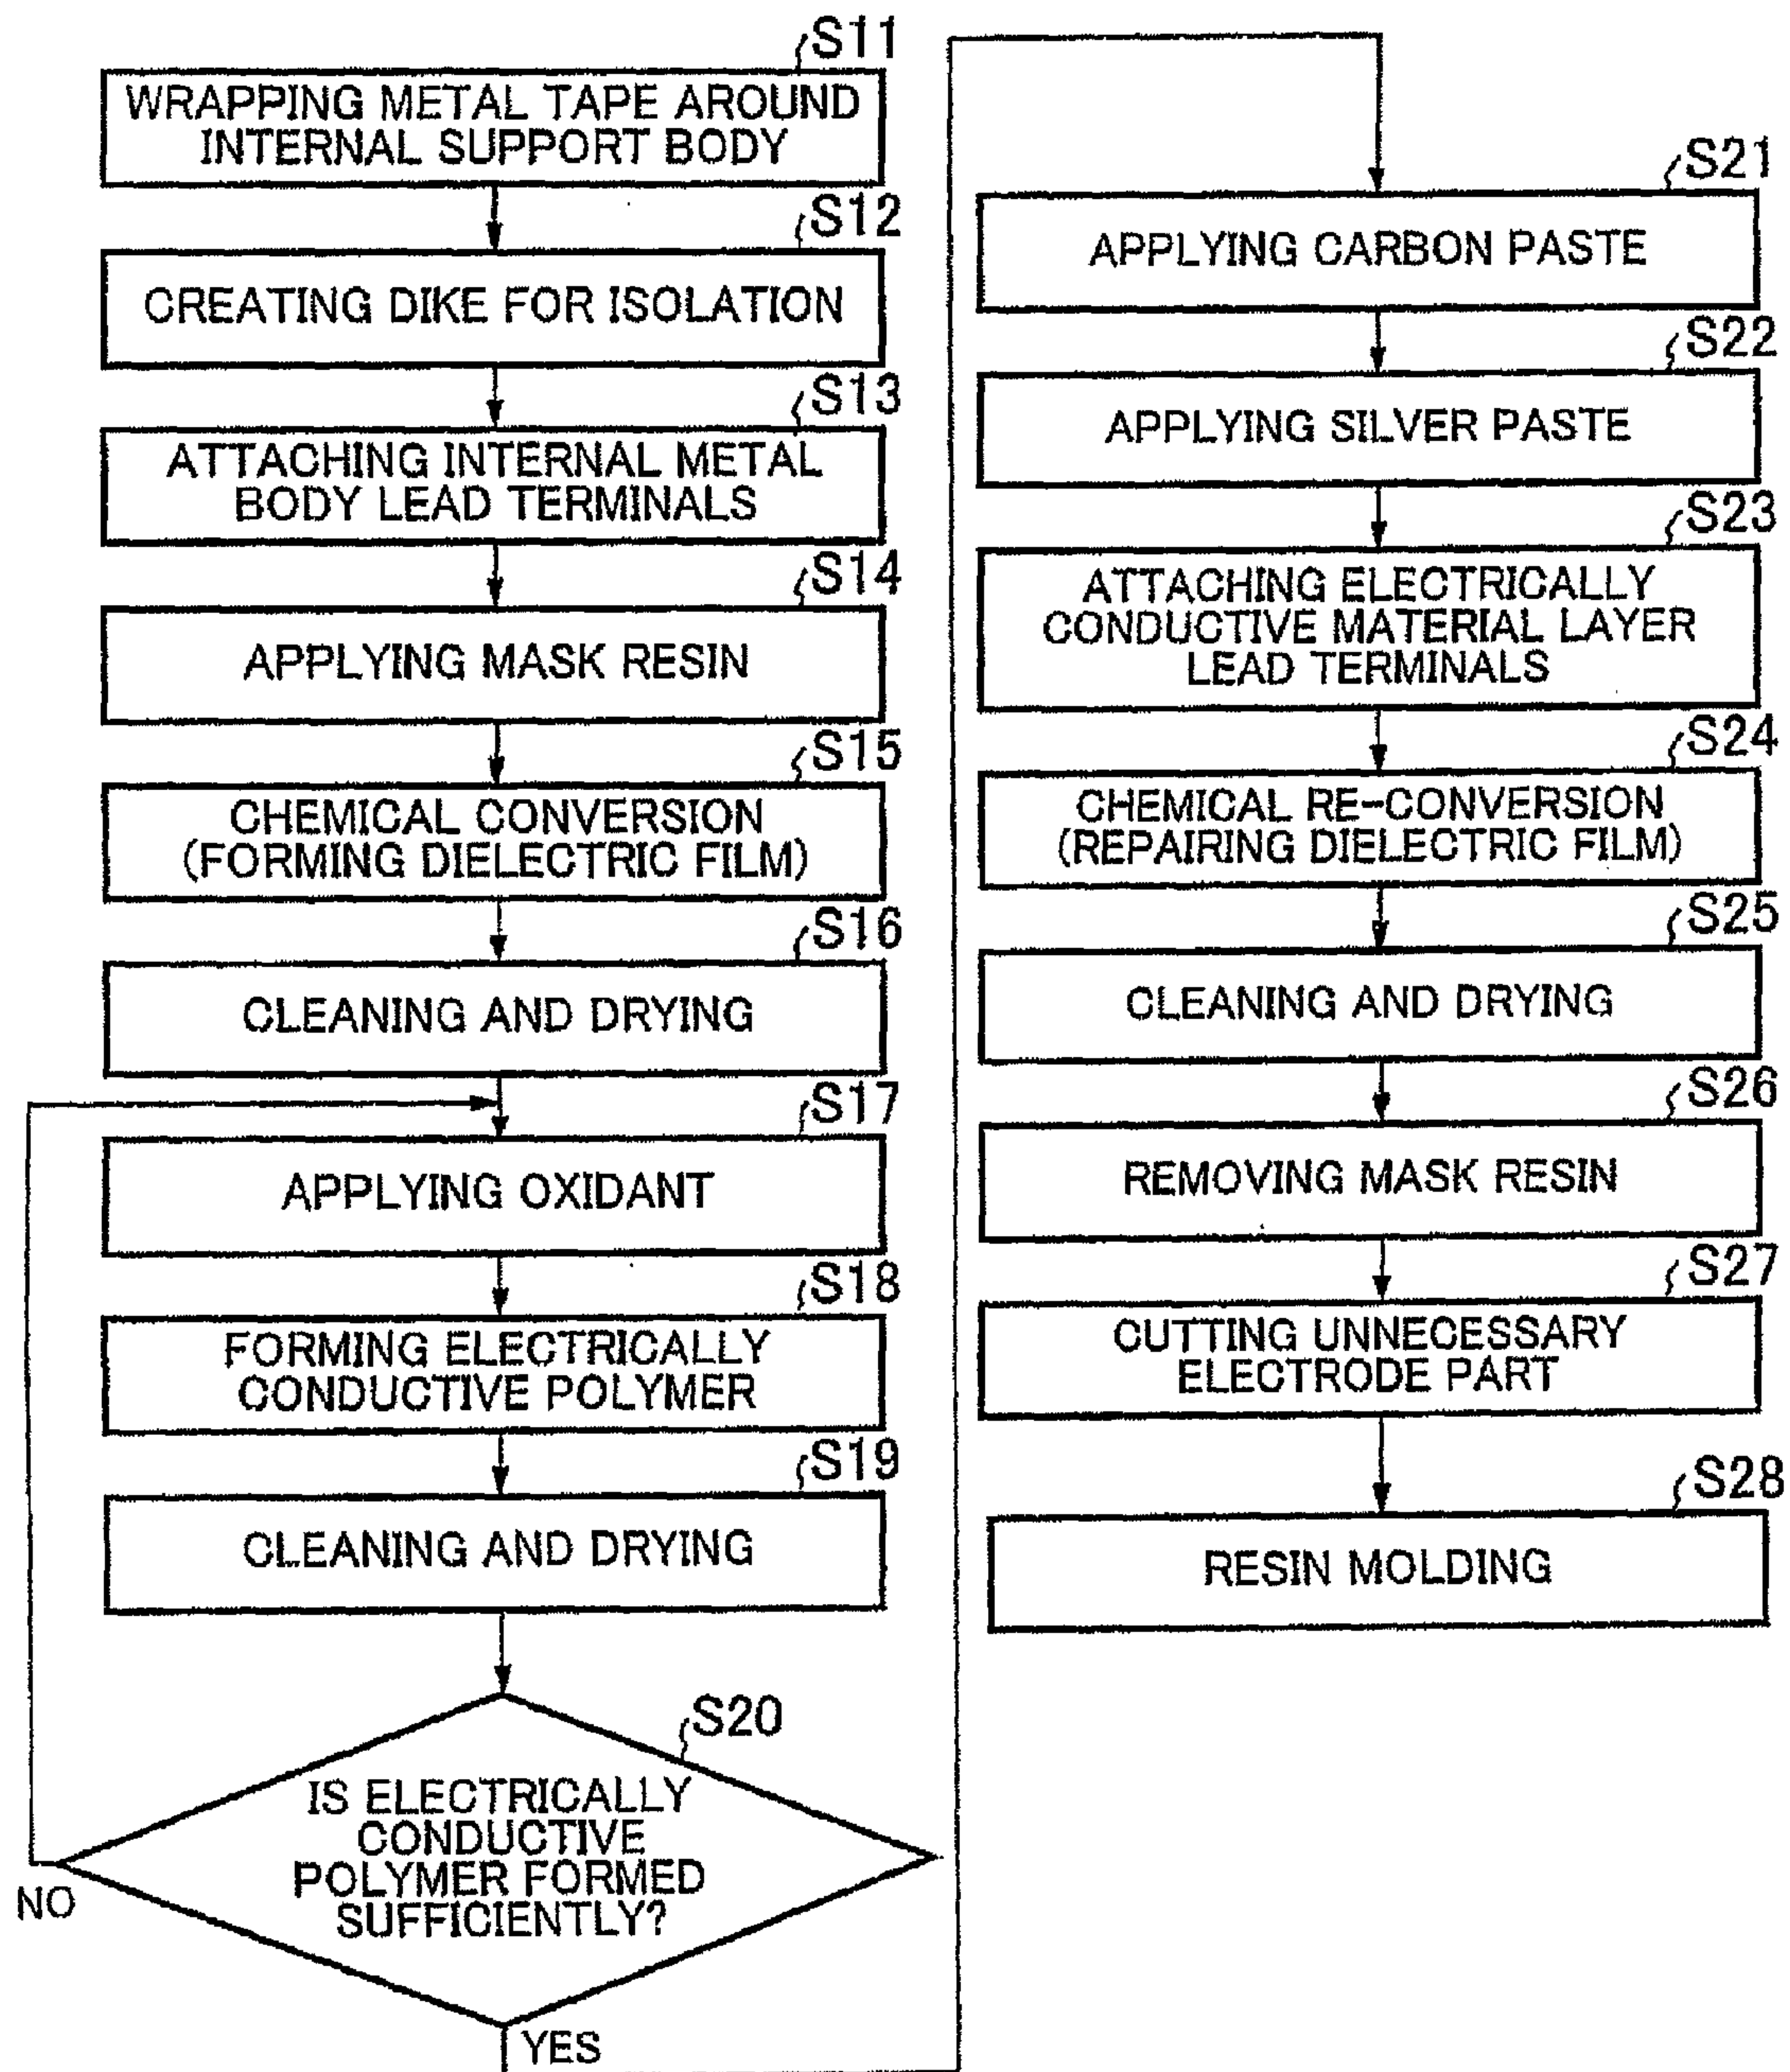 S11
WRAPPING METAL TAPE AROUND
INTERNAL SUPPORT BODY
S12
CREATING DIKE FOR ISOLATION
S13
ATTACHING INTERNAL METAL
BODY LEAD TERMINALS
S14
APPLYING MASK RESIN
S15
CHEMICAL CONVERSION
(FORMING DIELECTRIC FILM)
S16
CLEANING AND DRYING
S17
APPLYING OXIDANT
S18
FORMING ELECTRICALLY
CONDUCTIVE POLYMER
S19
CLEANING AND DRYING
S20
IS ELECTRICALLY
CONDUCTIVE
POLYMER FORMED
SUFFICIENTLY?
NO
YES
S21
APPLYING CARBON PASTE
S22
APPLYING SILVER PASTE
S23
ATTACHING ELECTRICALLY
CONDUCTIVE MATERIAL LAYER
LEAD TERMINALS
S24
CHEMICAL RE-CONVERSION
(REPAIRING DIELECTRIC FILM)
S25
CLEANING AND DRYING
S26
REMOVING MASK RESIN
S27
CUTTING UNNECESSARY
ELECTRODE PART
S28
RESIN MOLDING